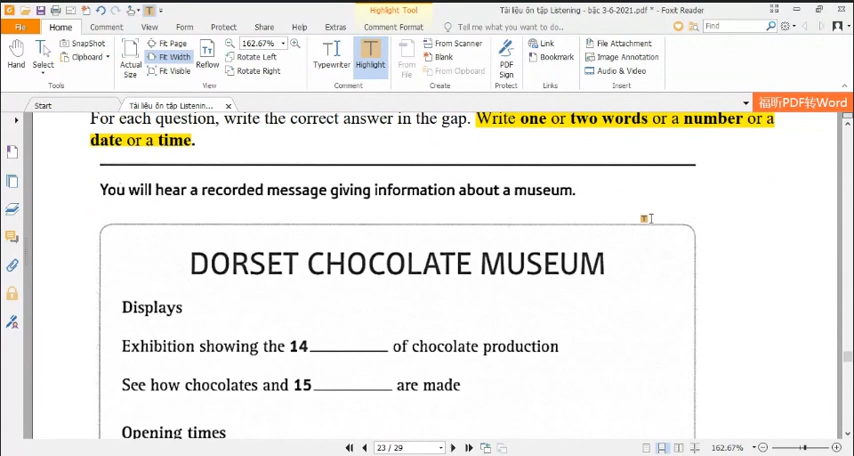 Highlight Tool
Tài liệu ôn tập Listening - bậc 3-6-2021.pdf * - Foxit Reader
File Home Comment View Form Protect Share Help Extras Comment Format Tell me what you want to do... Find
Hand Select SnapShot Clipboard Actual Size Fit Page Fit Width Fit Visible Reflow 162.67% Rotate Left Rotate Right Typewriter Highlight From File From Scanner Blank From Clipboard PDF Sign Link Bookmark File Attachment Image Annotation Audio & Video
Tools View Comment Create Protect Links Insert
Start Tài liệu ôn tập Listenin... 福昕PDF转Word
For each question, write the correct answer in the gap. Write one or two words or a number or a
date or a time.
You will hear a recorded message giving information about a museum.
DORSET CHOCOLATE MUSEUM
Displays
Exhibition showing the 14 __________ of chocolate production
See how chocolates and 15 __________ are made
Opening times
23 / 29 162.67%